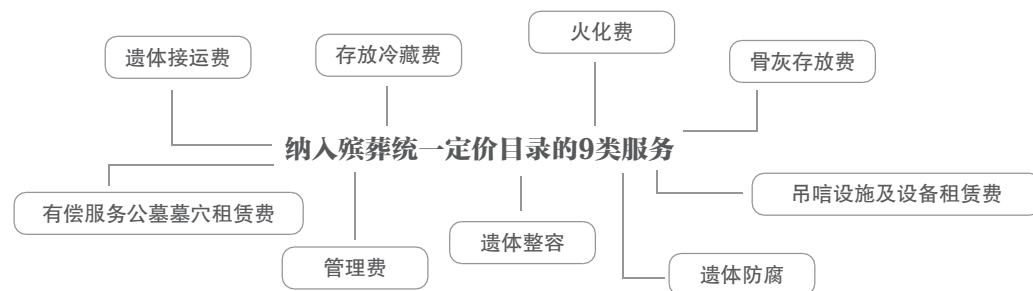 火化费
遗体接运费
存放冷藏费
骨灰存放费
纳入殡葬统一定价目录的9类服务
吊唁设施及设备租赁费
有偿服务公墓墓穴租赁费
遗体整容
管理费
遗体防腐